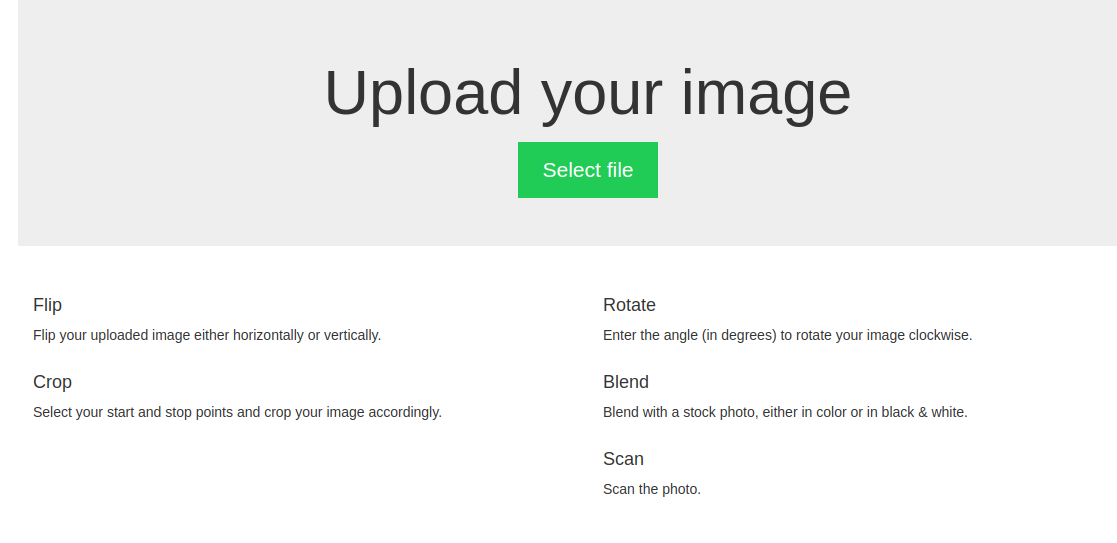 Upload your image
Select file
Flip
Flip your uploaded image either horizontally or vertically.
Crop
Select your start and stop points and crop your image accordingly.
Rotate
Enter the angle (in degrees) to rotate your image clockwise.
Blend
Blend with a stock photo, either in color or in black & white.
Scan
Scan the photo.